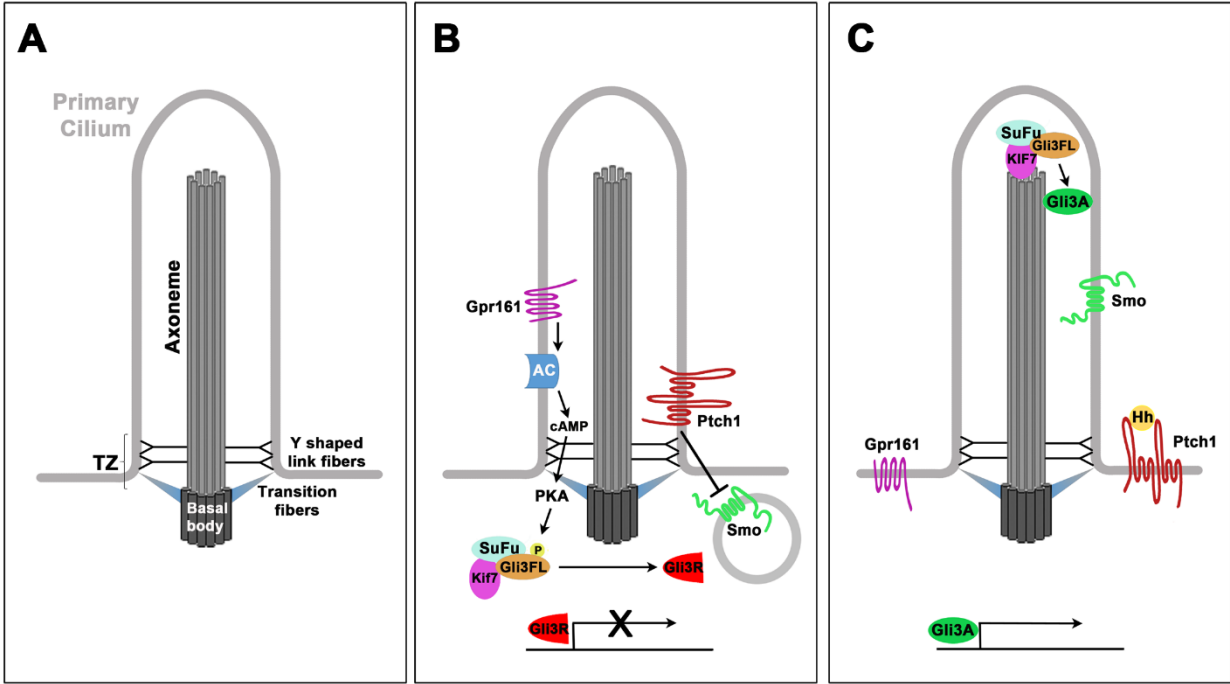 A
Primary
Cilium
Axoneme
TZ
Y shaped
link fibers
Transition
fibers
Basal
body
B
Gpr161
AC
cAMP
Ptch1
PKA
Smo
SuFu
P
Kif7
Gli3FL
Gli3R
Gli3R
X
C
SuFu
Gli3FL
KIF7
Gli3A
Smo
Hh
Gpr161
Ptch1
Gli3A